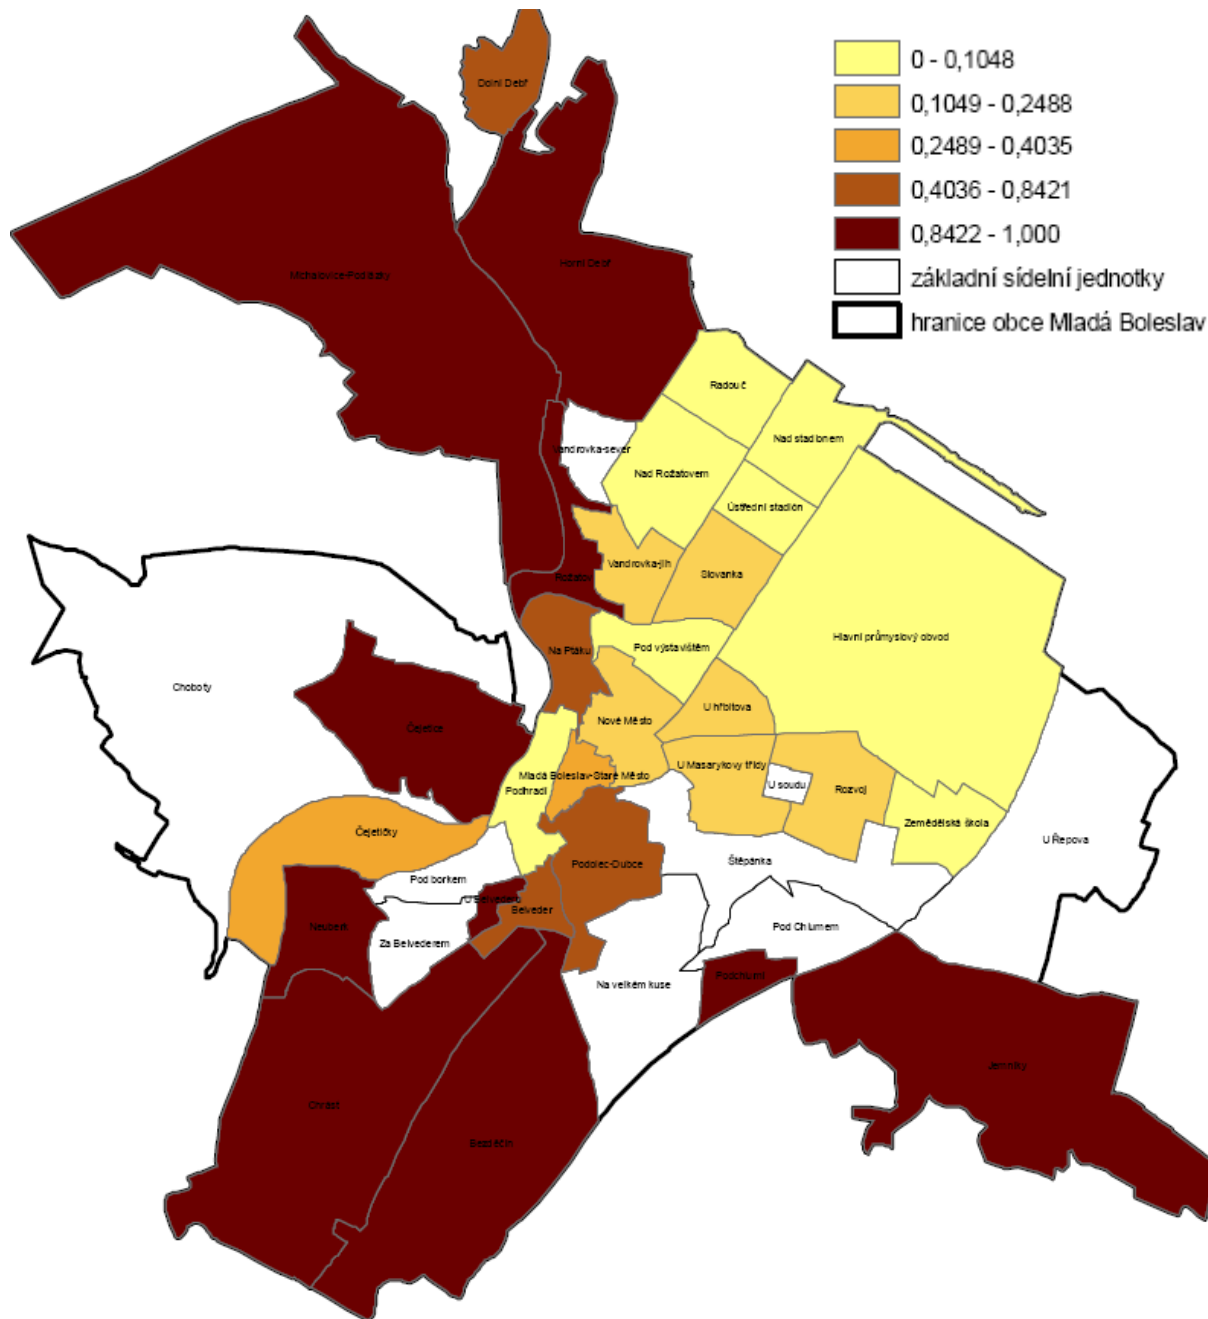 0 - 0,1048
0,1049 - 0,2488
0,2489 - 0,4035
0,4036 - 0,8421
0,8422 - 1,000
základní sídelní jednotky
hranice obce Mladá Boleslav
Dolní Debř
Horní Debř
Michalovice-Podlázky
Radouč
Nad stadionem
Vandrovka-sever
Nad Rožatovem
Ústřední stadión
Vandrovka-jih
Slovanka
Rožatov
Hlavní průmyslový obvod
Na Ptáku
Pod výstavištěm
Choboty
Čejetice
Nové Město
U hřbitova
Mladá Boleslav-Staré Město
U Masarykovy třídy
U soudu
Rozvoj
Podhradí
Čejetičky
Zemědělská škola
U Řepova
Podolec-Dubce
Štěpánka
Pod borkem
U Belvederu
Belveder
Neuberk
Za Belvederem
Pod Chlumem
Na velkém kuse
Podchlumí
Jemníky
Chrást
Bezděčín